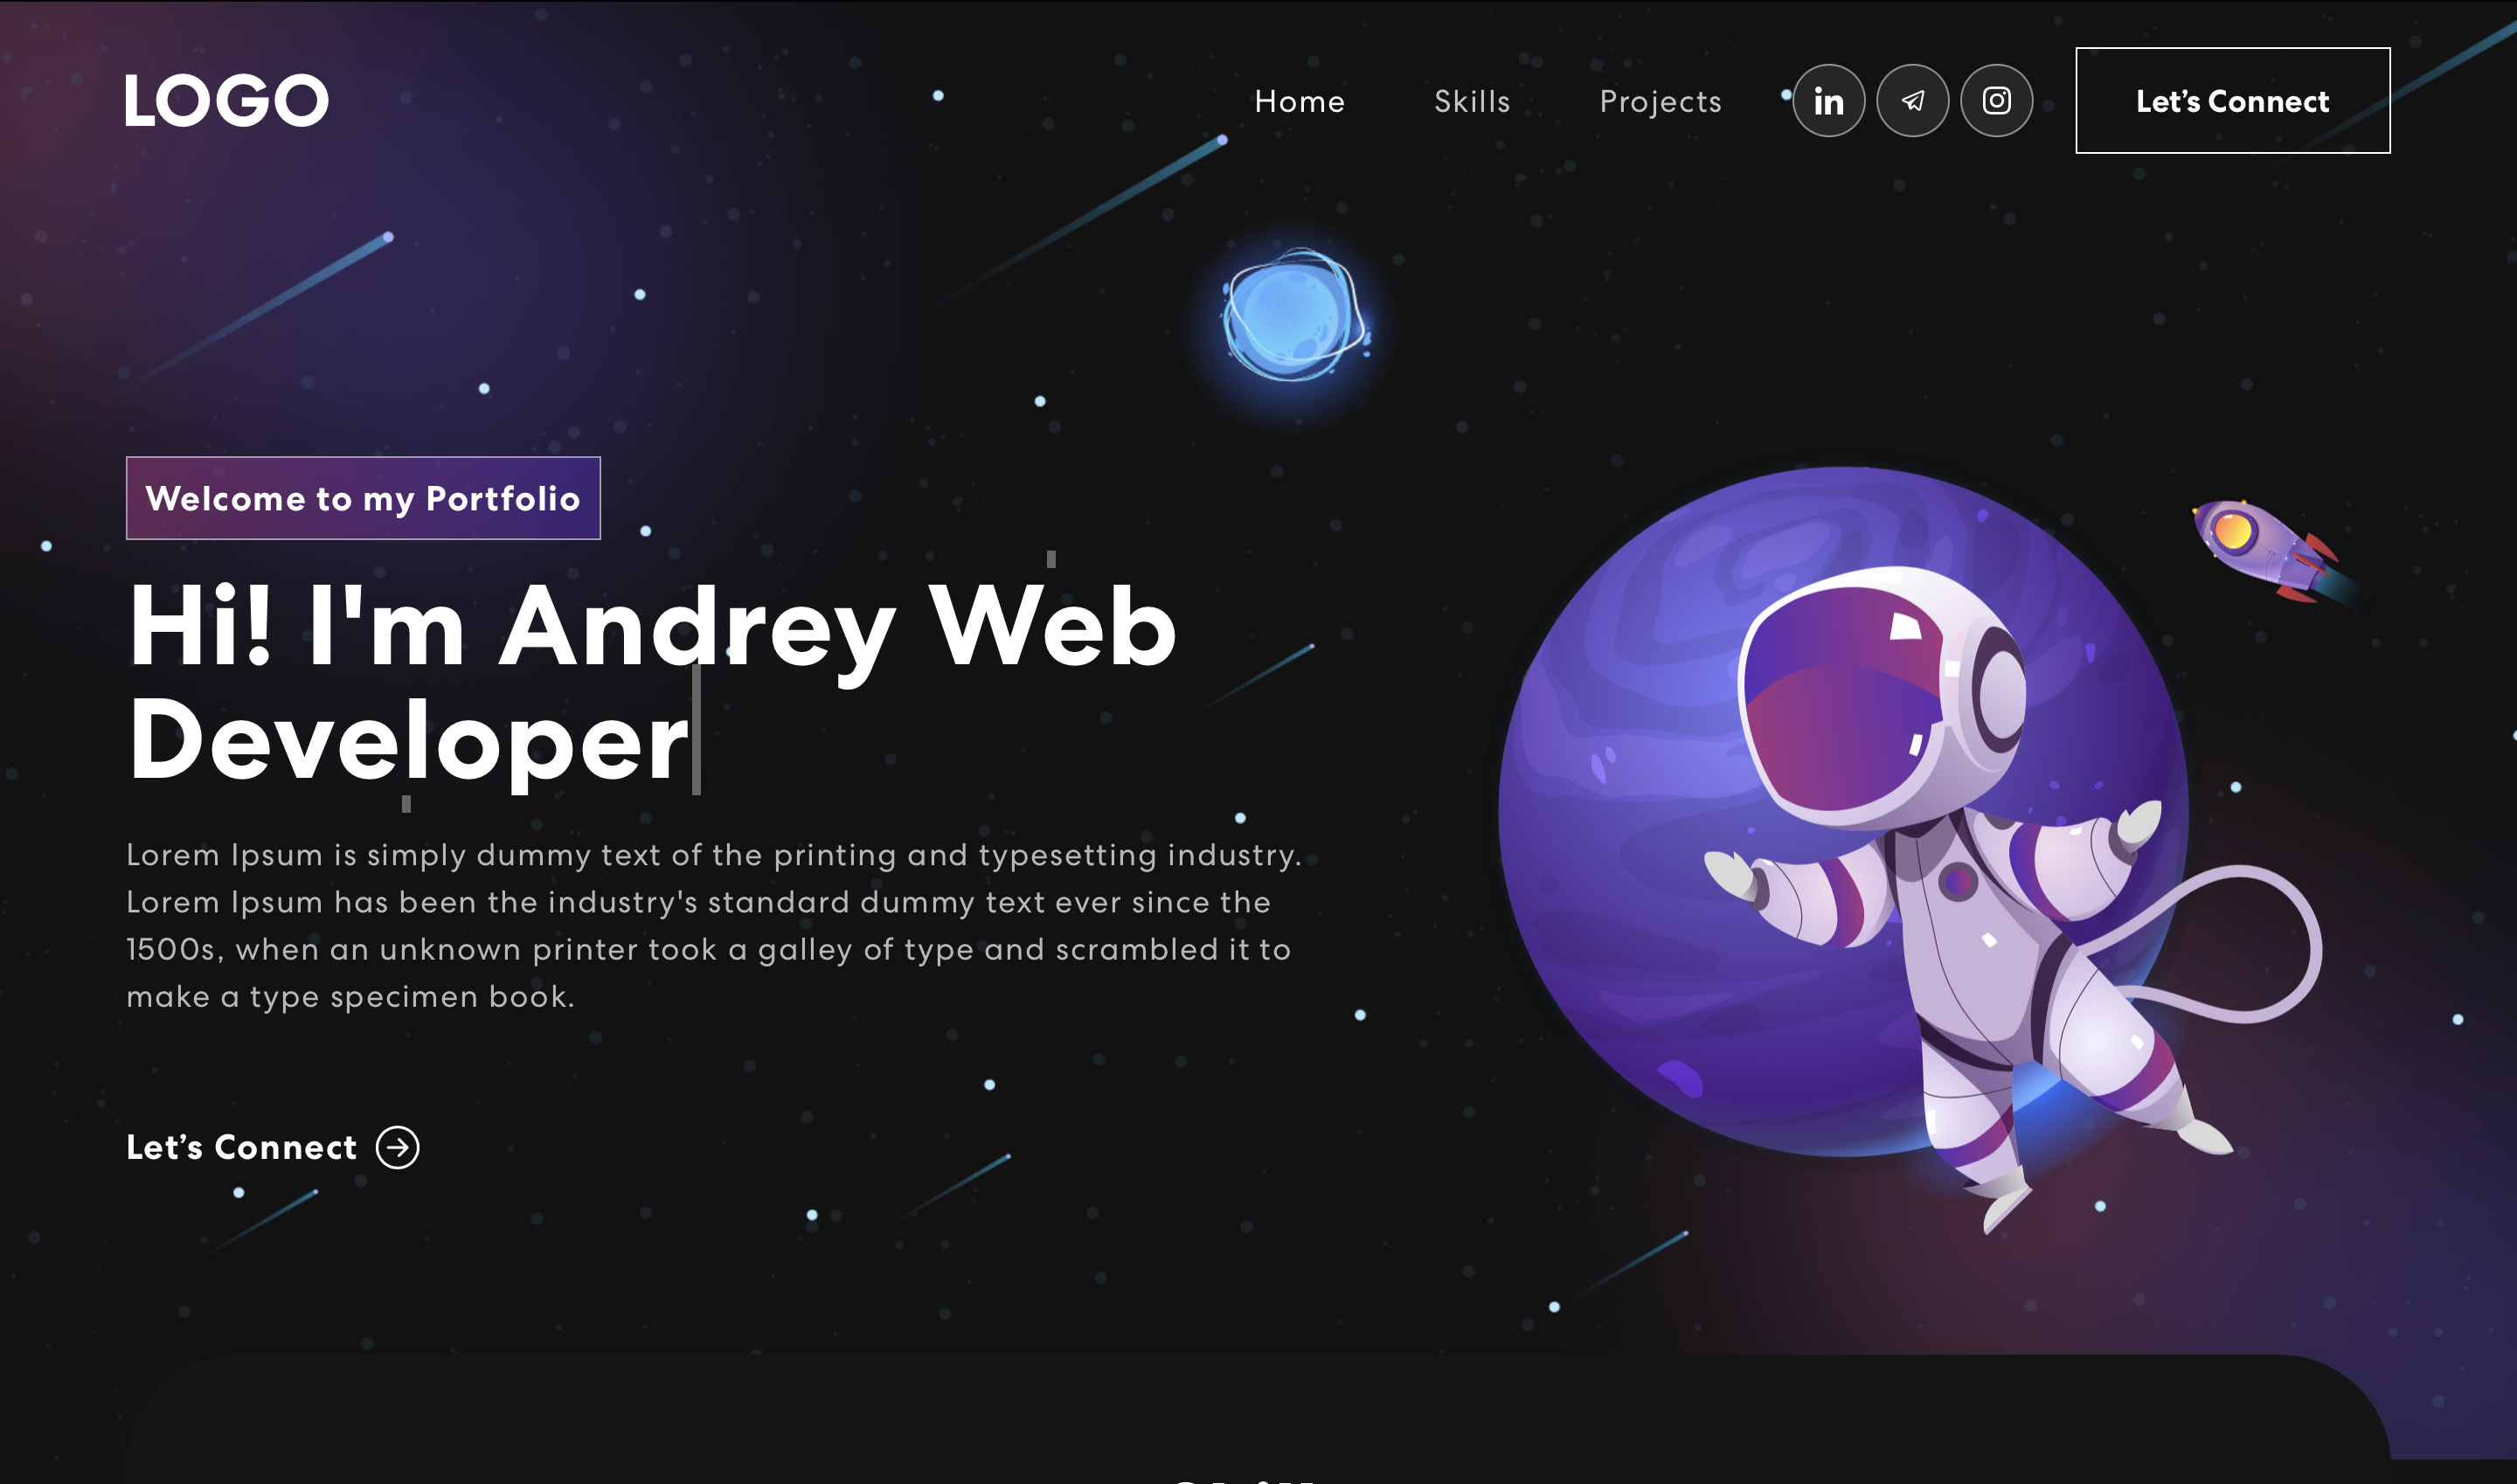 LOGO
Home
Skills
Projects
in
Let’s Connect
Welcome to my Portfolio
Hi! I'm Andrey Web
Developer
Lorem Ipsum is simply dummy text of the printing and typesetting industry.
Lorem Ipsum has been the industry's standard dummy text ever since the
1500s, when an unknown printer took a galley of type and scrambled it to
make a type specimen book.
Let’s Connect